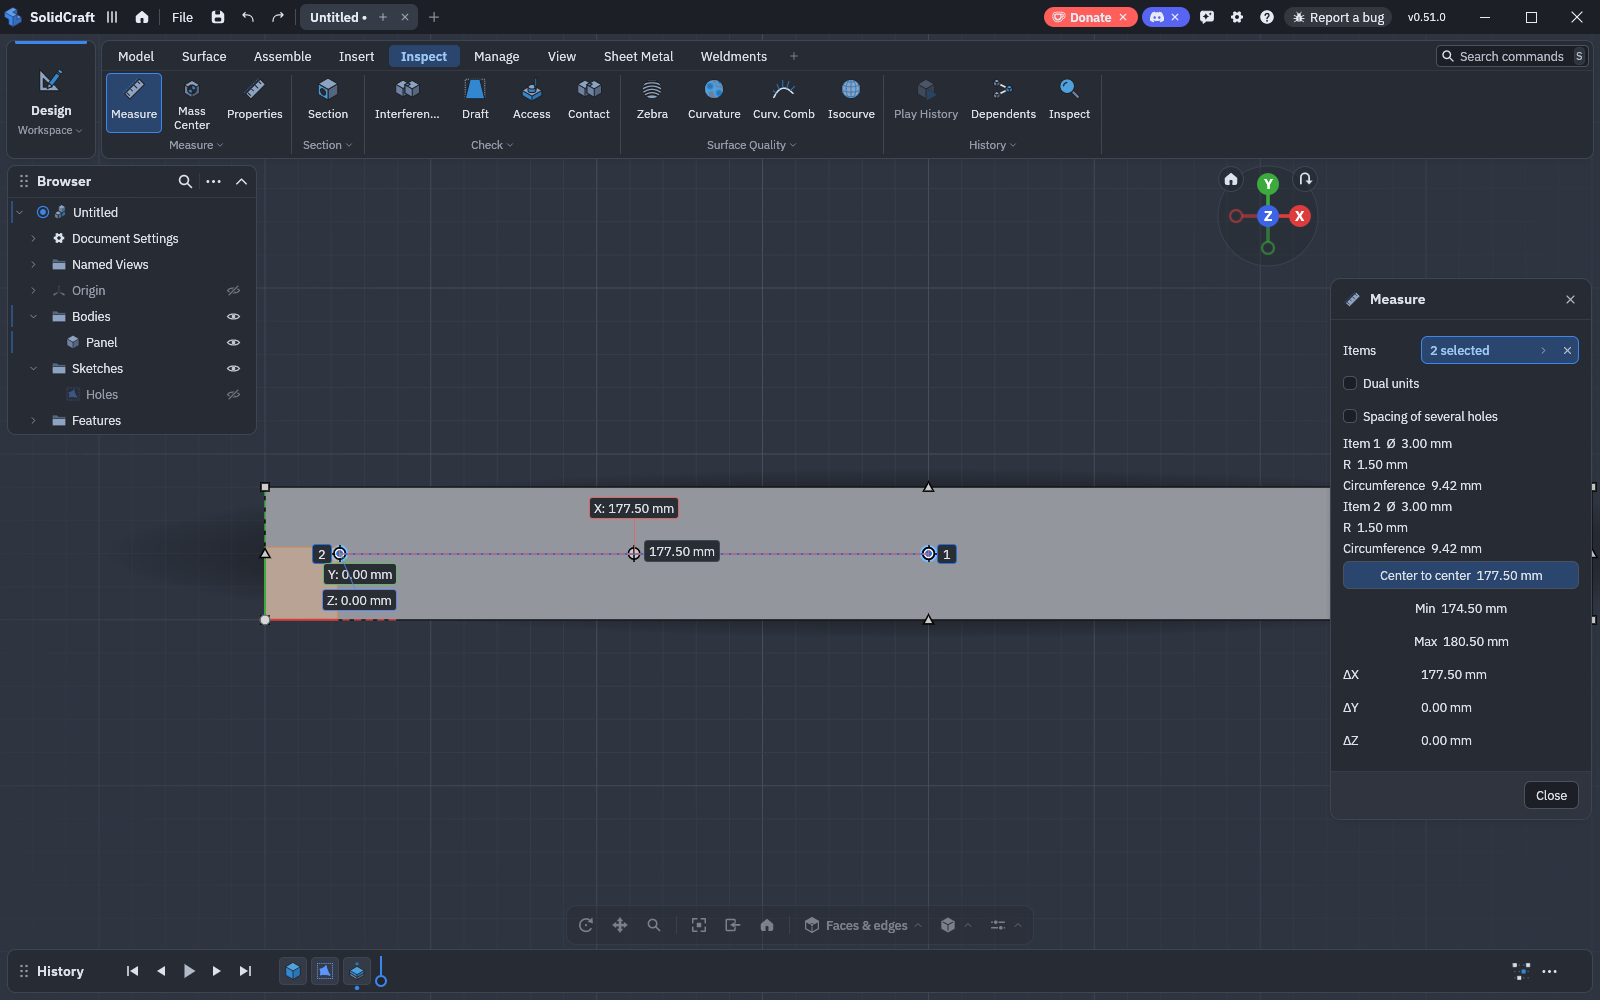 SolidCraft
File
Untitled •
Donate
Report a bug
v0.51.0
Design
Workspace
Model
Surface
Assemble
Insert
Inspect
Manage
View
Sheet Metal
Weldments
Search commands
S
Measure
Mass Center
Properties
Section
Interferen...
Draft
Access
Contact
Zebra
Curvature
Curv. Comb
Isocurve
Play History
Dependents
Inspect
Measure
Section
Check
Surface Quality
History
Browser
Untitled
Document Settings
Named Views
Origin
Bodies
Panel
Sketches
Holes
Features
Y
Z
X
X: 177.50 mm
2
177.50 mm
1
Y: 0.00 mm
Z: 0.00 mm
Measure
Items
2 selected
Dual units
Spacing of several holes
Item 1 Ø 3.00 mm
R 1.50 mm
Circumference 9.42 mm
Item 2 Ø 3.00 mm
R 1.50 mm
Circumference 9.42 mm
Center to center 177.50 mm
Min 174.50 mm
Max 180.50 mm
ΔX 177.50 mm
ΔY 0.00 mm
ΔZ 0.00 mm
Close
Faces & edges
History